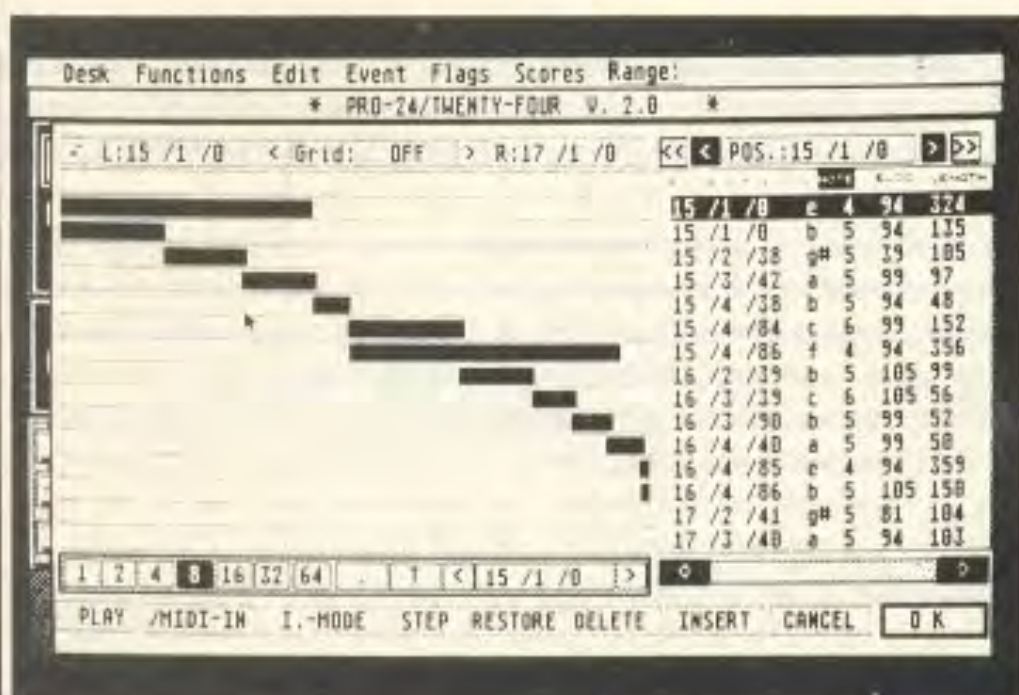 Desk Functions Edit Event Flags Scores Range:
* PRO-24/TWENTY-FOUR V. 2.0 *
L:15 /1 /0 < Grid: OFF > R:17 /1 /0 << < POS.:15 /1 /0 > >>
NOTE LENGTH
15 /1 /0 e 4 94 324
15 /1 /0 b 5 94 135
15 /2 /38 g# 5 39 105
15 /3 /42 a 5 99 97
15 /4 /38 b 5 94 48
15 /4 /84 c 6 99 152
15 /4 /86 f 4 94 356
16 /2 /39 b 5 105 99
16 /3 /39 c 6 105 56
16 /3 /90 b 5 99 52
16 /4 /40 a 5 99 50
16 /4 /85 e 4 94 359
16 /4 /86 b 5 105 150
17 /2 /41 g# 5 81 104
17 /3 /40 a 5 94 103
1 2 4 8 16 32 64 . T < 15 /1 /0 >
PLAY /MIDI-IN I.-MODE STEP RESTORE DELETE INSERT CANCEL OK